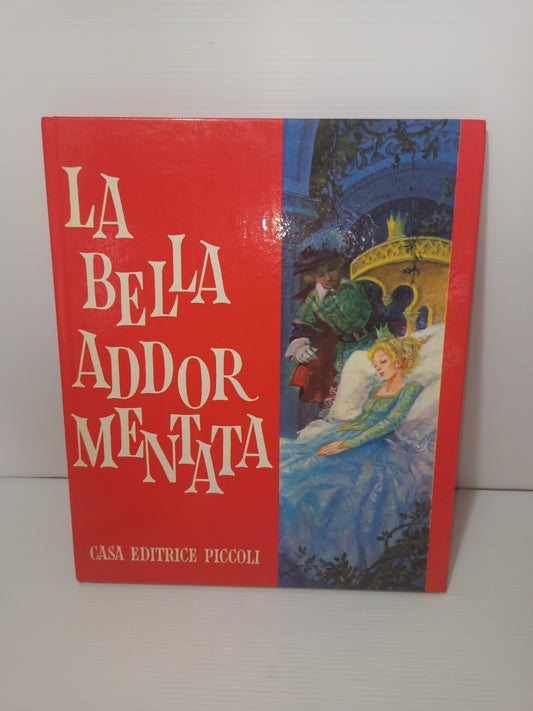 LA
BELLA
ADDOR
MENTATA
CASA EDITRICE PICCOLI